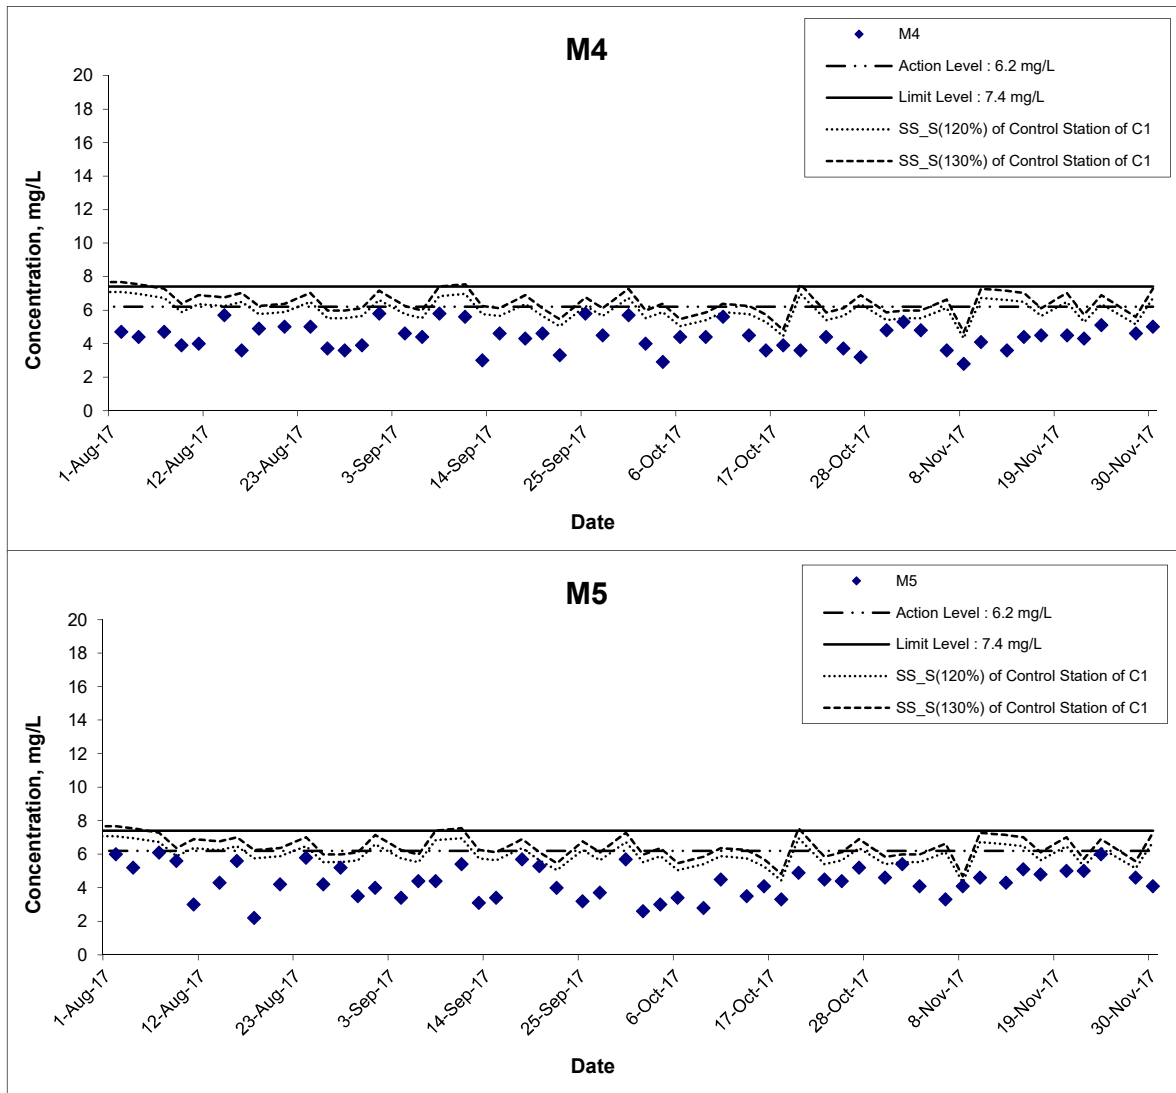 M4
M4
Action Level : 6.2 mg/L
Limit Level : 7.4 mg/L
SS_S(120%) of Control Station of C1
SS_S(130%) of Control Station of C1
Concentration, mg/L
20
18
16
14
12
10
8
6
4
2
0
1-Aug-17
12-Aug-17
23-Aug-17
3-Sep-17
14-Sep-17
25-Sep-17
6-Oct-17
17-Oct-17
28-Oct-17
8-Nov-17
19-Nov-17
30-Nov-17
Date
M5
M5
Action Level : 6.2 mg/L
Limit Level : 7.4 mg/L
SS_S(120%) of Control Station of C1
SS_S(130%) of Control Station of C1
Concentration, mg/L
20
18
16
14
12
10
8
6
4
2
0
1-Aug-17
12-Aug-17
23-Aug-17
3-Sep-17
14-Sep-17
25-Sep-17
6-Oct-17
17-Oct-17
28-Oct-17
8-Nov-17
19-Nov-17
30-Nov-17
Date